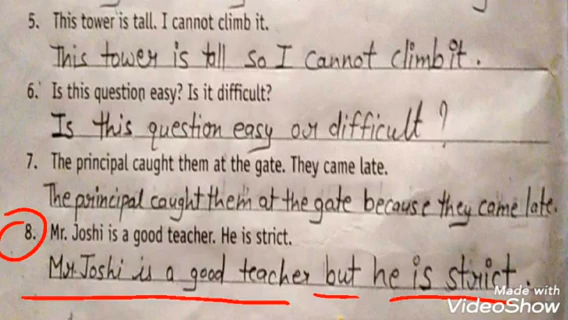 5. This tower is tall. I cannot climb it.
This tower is tall so I cannot climb it.
6. Is this question easy? Is it difficult?
Is this question easy or difficult?
7. The principal caught them at the gate. They came late.
The principal caught them at the gate because they came late.
8. Mr. Joshi is a good teacher. He is strict.
Mr. Joshi is a good teacher but he is strict.
Made with
VideoShow